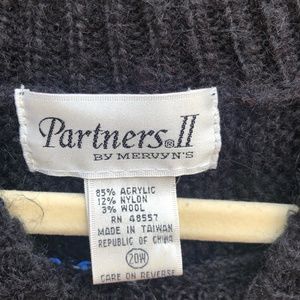 Partners® II
BY MERVYN'S
85% ACRYLIC
12% NYLON
3% WOOL
RN 48557
MADE IN TAIWAN
REPUBLIC OF CHINA
20W
CARE ON REVERSE